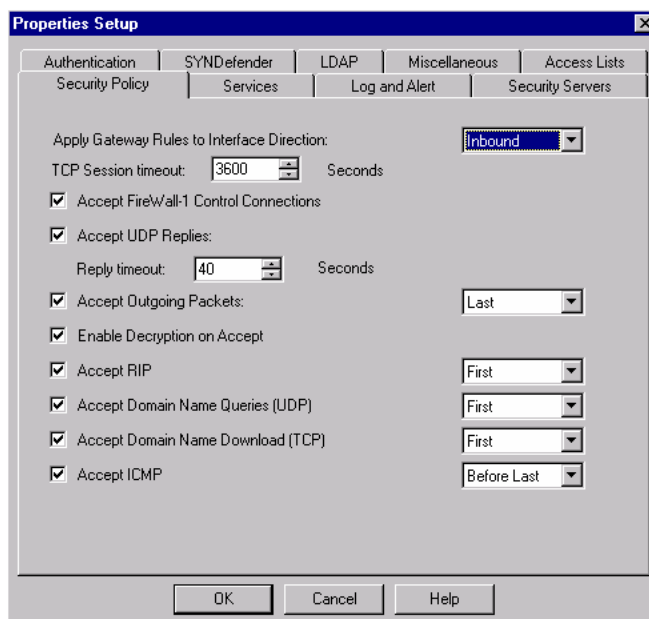 Properties Setup
Authentication SYNDefender LDAP Miscellaneous Access Lists
Security Policy Services Log and Alert Security Servers
Apply Gateway Rules to Interface Direction: Inbound
TCP Session timeout: 3600 Seconds
Accept FireWall-1 Control Connections
Accept UDP Replies:
Reply timeout: 40 Seconds
Accept Outgoing Packets: Last
Enable Decryption on Accept
Accept RIP First
Accept Domain Name Queries (UDP) First
Accept Domain Name Download (TCP) First
Accept ICMP Before Last
OK Cancel Help